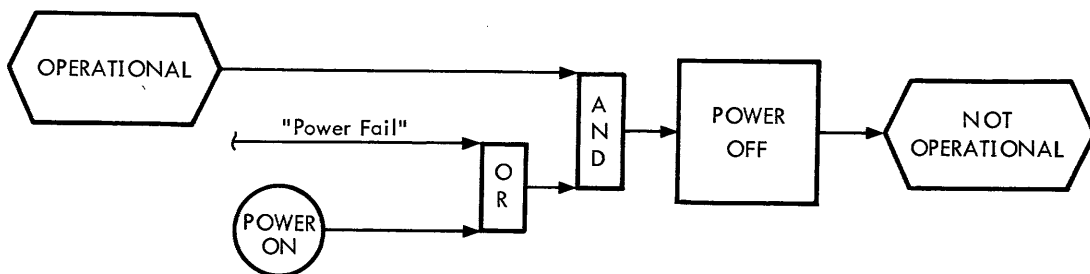 OPERATIONAL
"Power Fail"
POWER
ON
OR
AND
POWER
OFF
NOT
OPERATIONAL